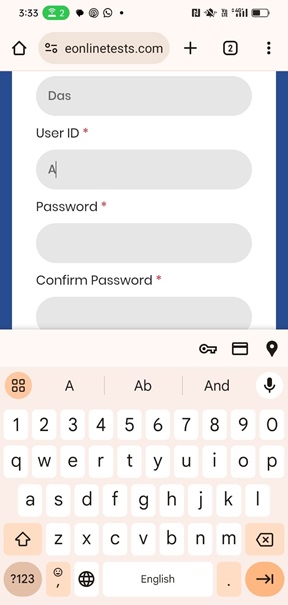 3:33 2
eonlinetests.com 2
Das
User ID *
A
Password *
Confirm Password *
A Ab And
1 2 3 4 5 6 7 8 9 0
q w e r t y u i o p
a s d f g h j k l
z x c v b n m
?123 , English .